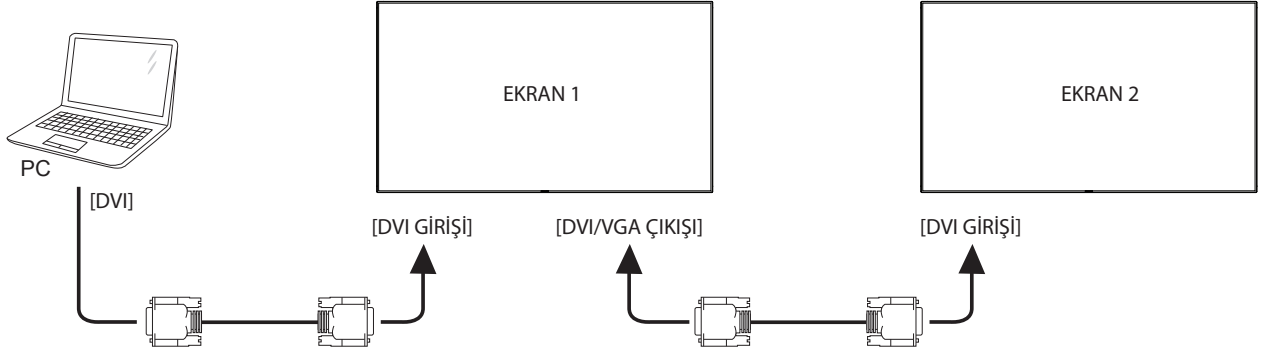 EKRAN 1
EKRAN 2
PC
[DVI]
[DVI GİRİŞİ]
[DVI/VGA ÇIKIŞI]
[DVI GİRİŞİ]